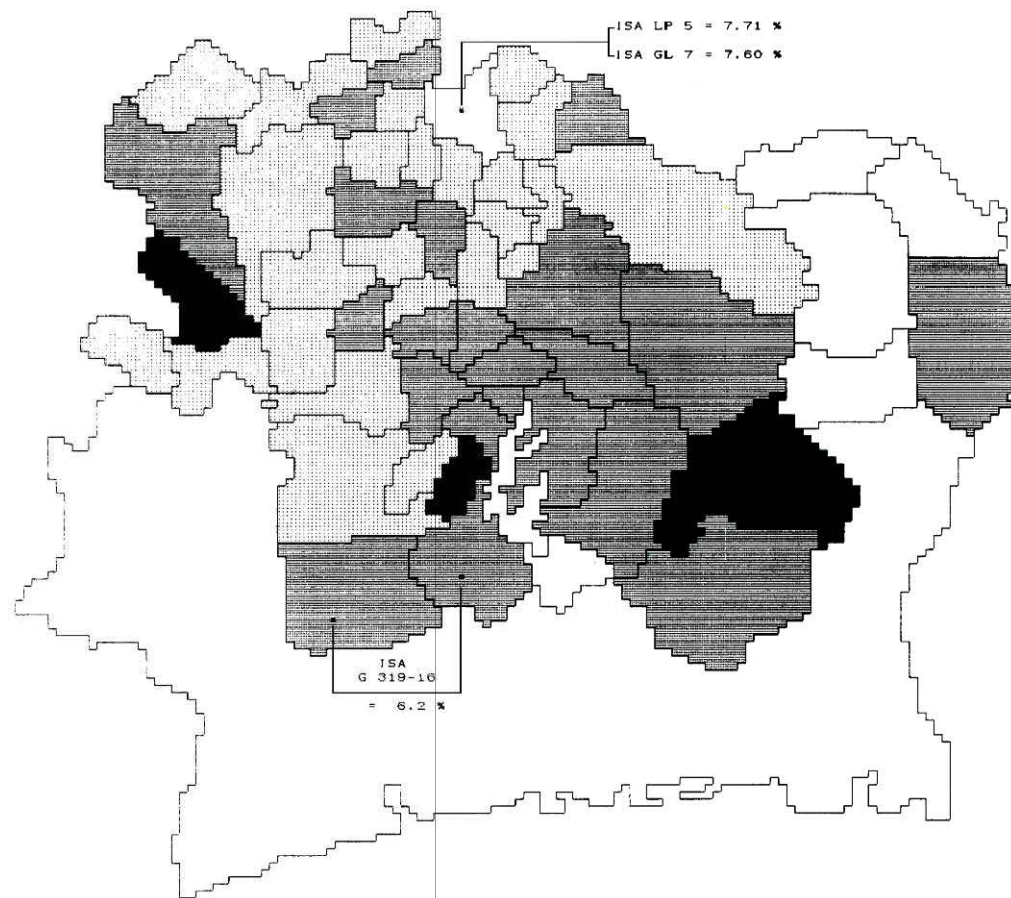 ISA LP 5 = 7.71 %
ISA GL 7 = 7.60 %
ISA
G 319-16
= 6.2 %